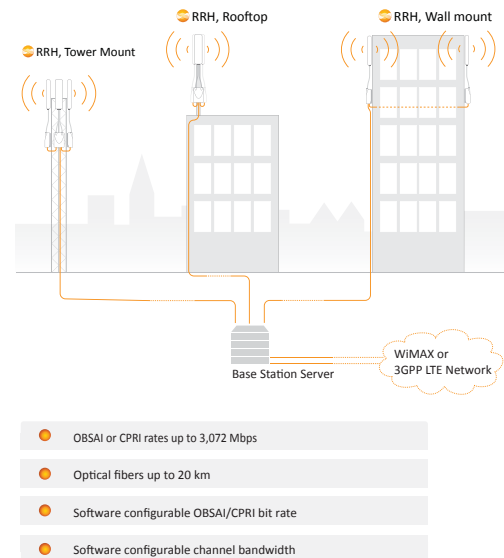 RRH, Rooftop
RRH, Wall mount
RRH, Tower Mount
WiMAX or
3GPP LTE Network
Base Station Server
OBSAI or CPRI rates up to 3,072 Mbps
Optical fibers up to 20 km
Software configurable OBSAI/CPRI bit rate
Software configurable channel bandwidth